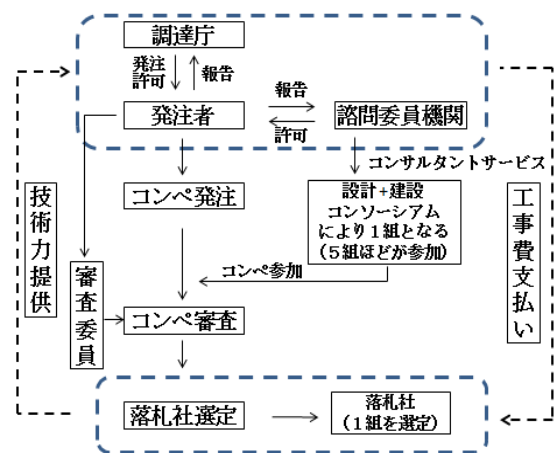 調達庁
発注
許可
報告
報告
発注者
諮問委員機関
許可
コンサルタントサービス
コンペ発注
設計+建設
コンソーシアム
により1組となる
(5組ほどが参加)
技術力提供
工事費支払い
コンペ参加
審査委員
コンペ審査
落札社選定
落札社
(1組を選定)